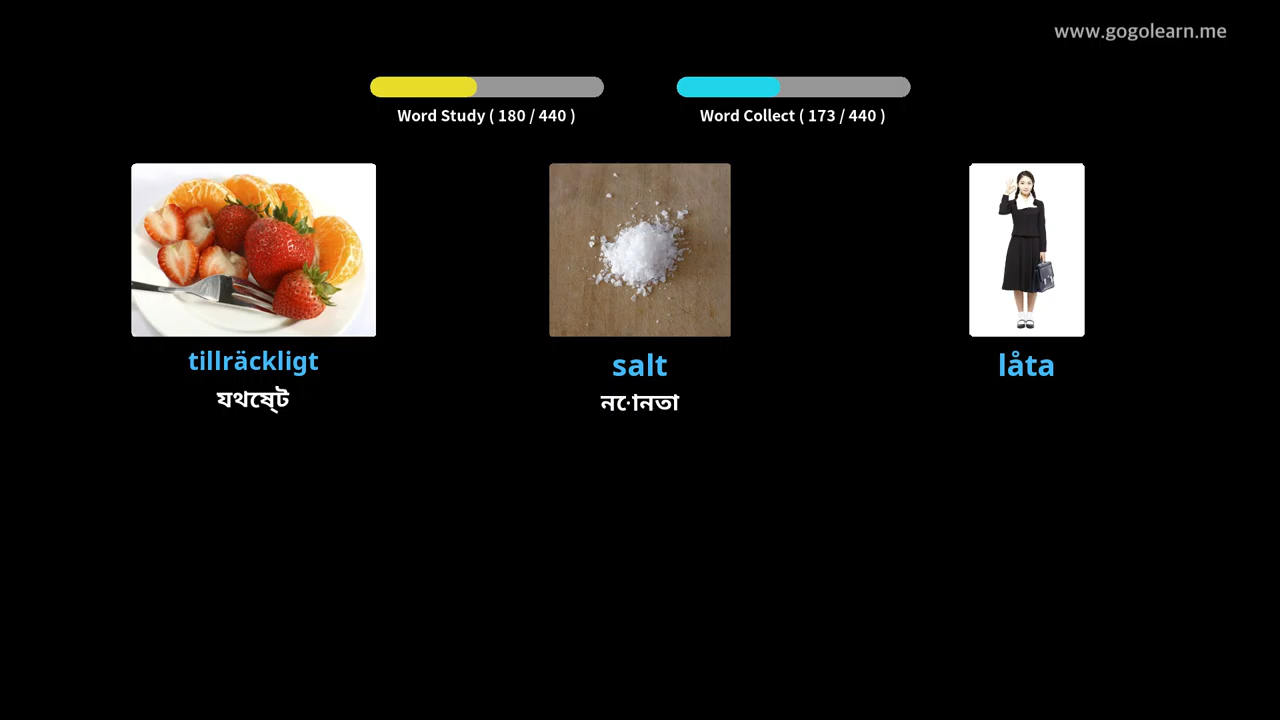 www.gogolearn.me
Word Study ( 180 / 440 )
Word Collect ( 173 / 440 )
tillräckligt
salt
låta
যথেষ্ট
নোনতা